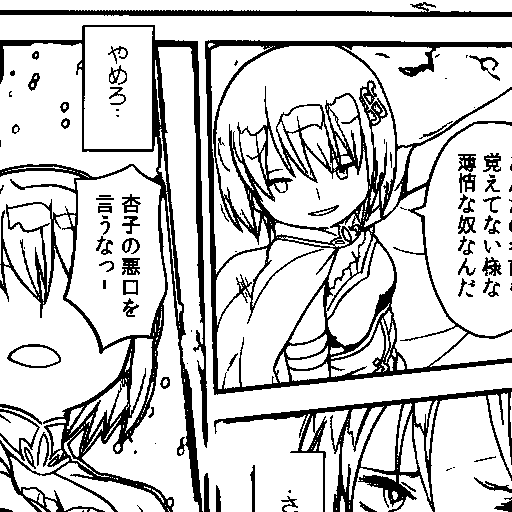 覚えてない様な
薄情な奴なんだ
やめろ…
杏子の悪口を
言うなっー